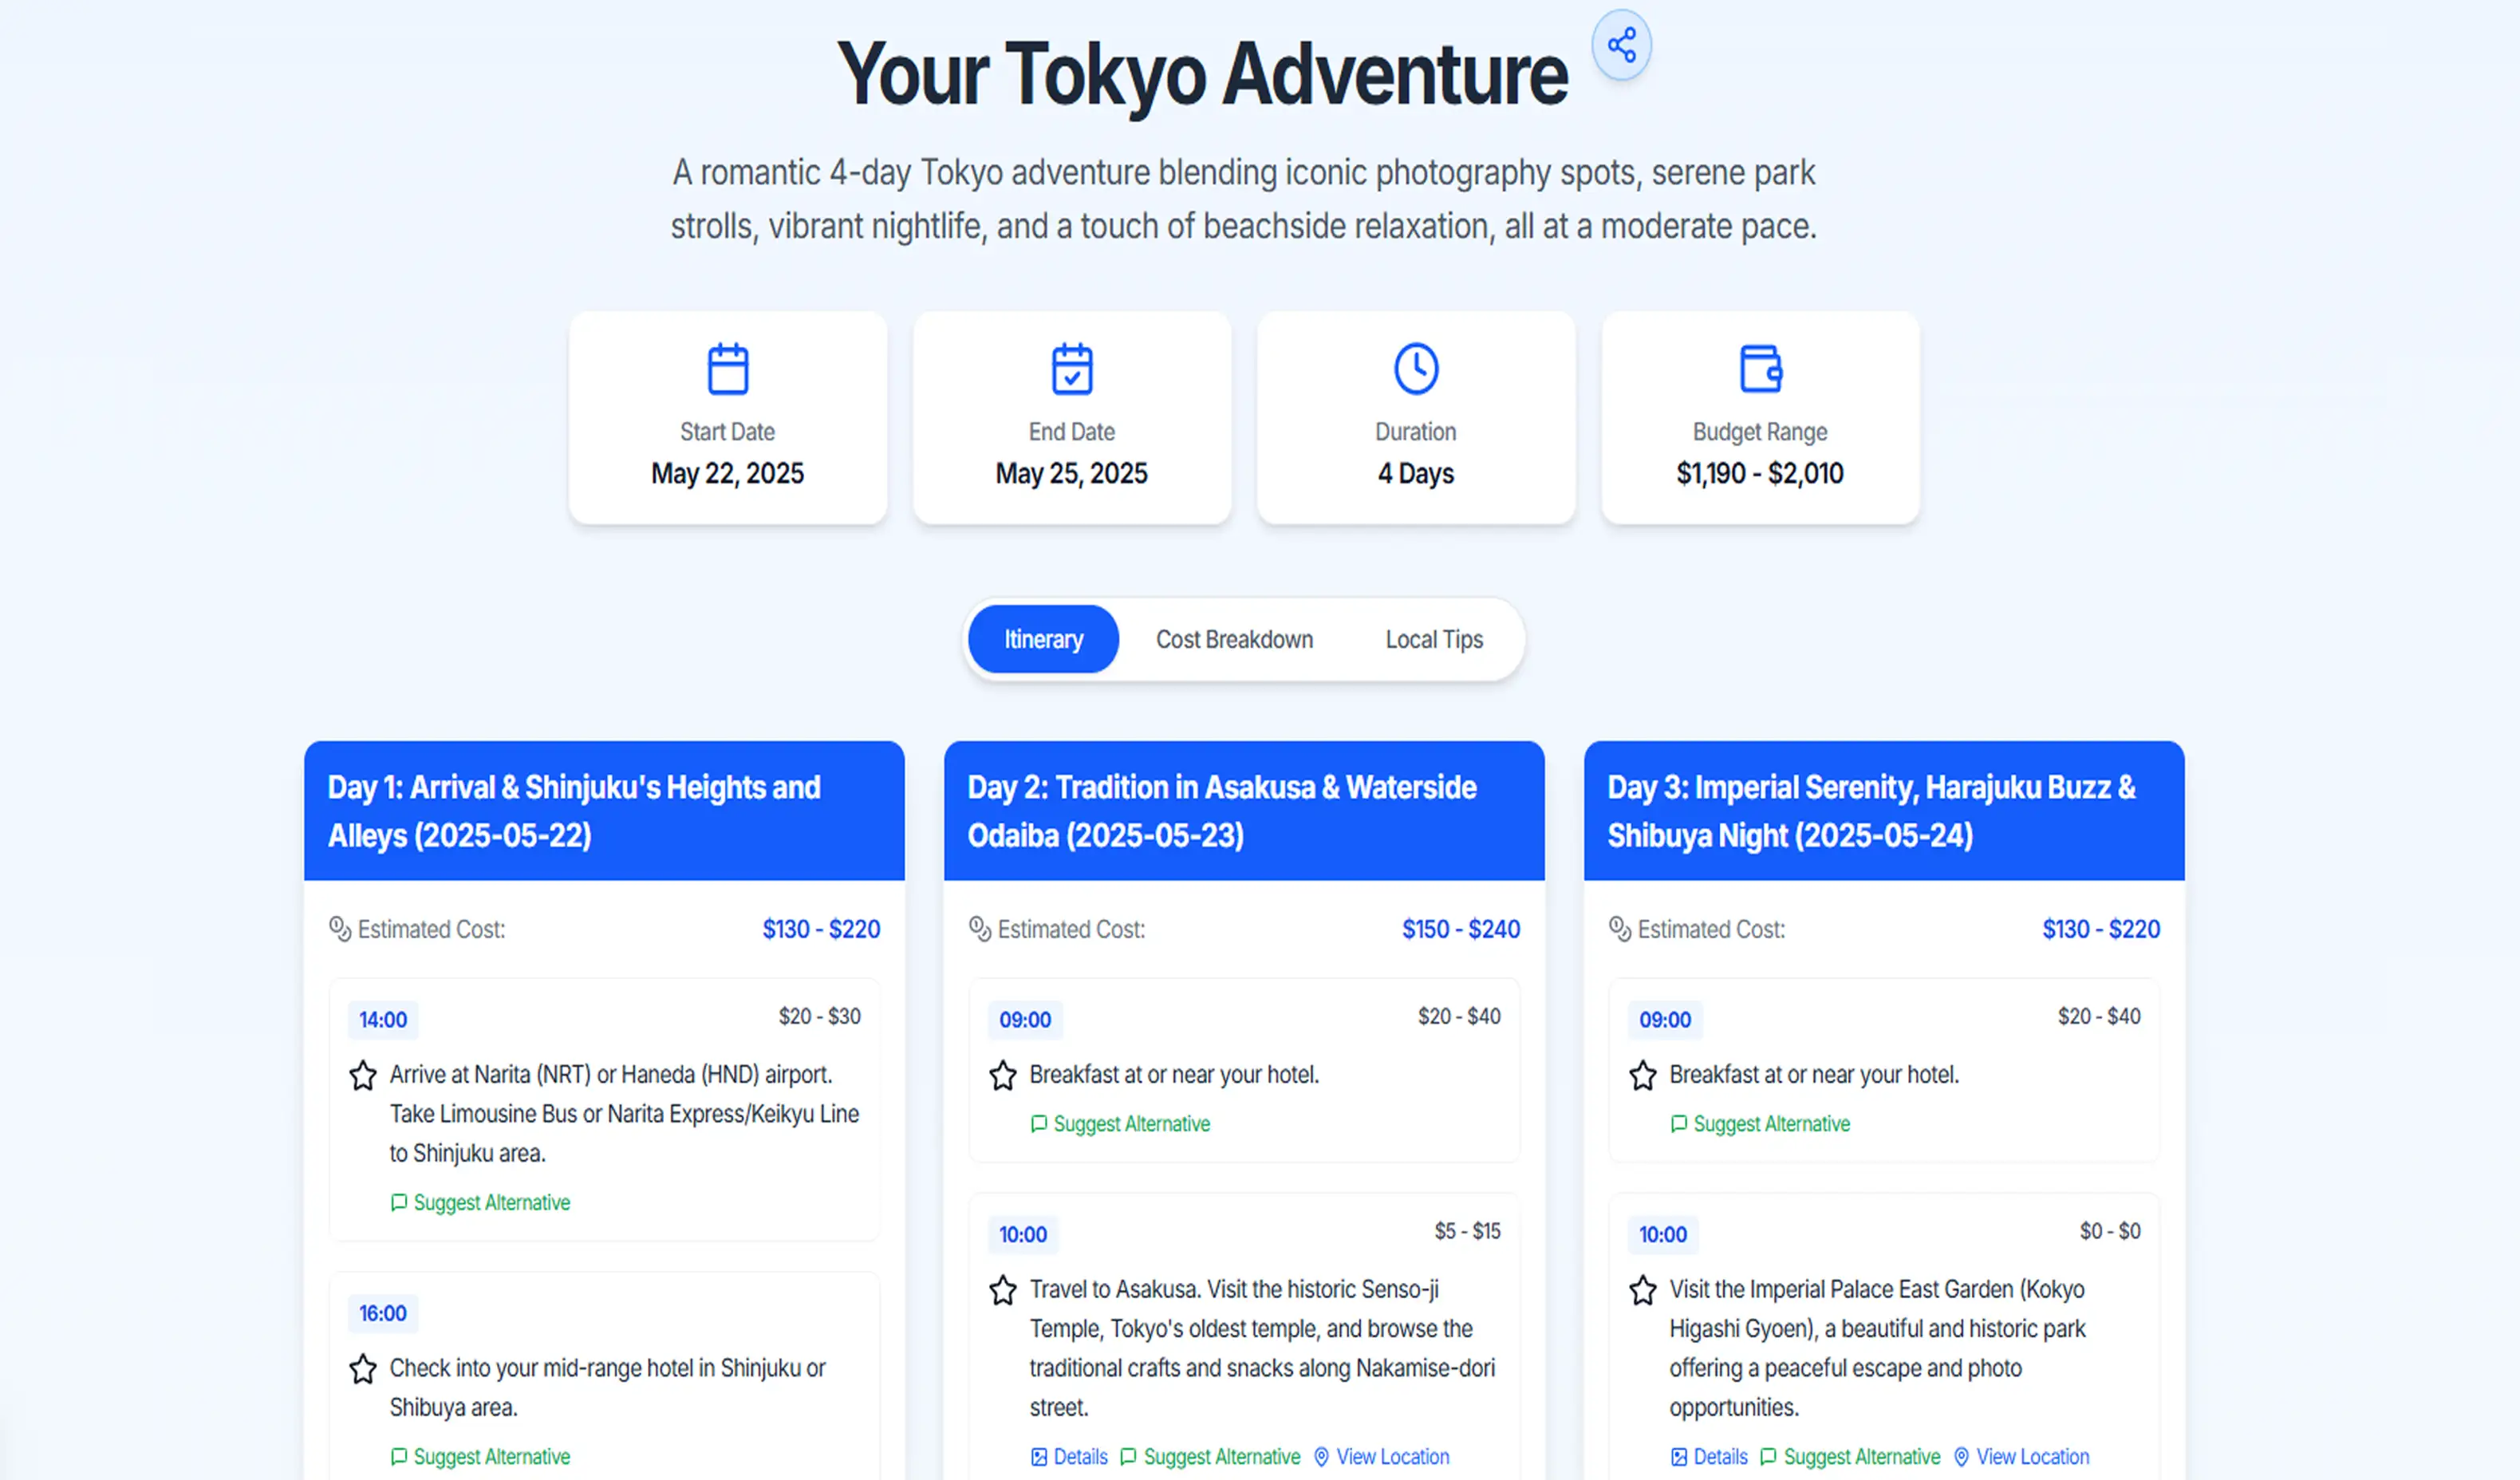 Your Tokyo Adventure
A romantic 4-day Tokyo adventure blending iconic photography spots, serene park
strolls, vibrant nightlife, and a touch of beachside relaxation, all at a moderate pace.
Start Date
May 22, 2025
End Date
May 25, 2025
Duration
4 Days
Budget Range
$1,190 - $2,010
Itinerary
Cost Breakdown
Local Tips
Day 1: Arrival & Shinjuku's Heights and
Alleys (2025-05-22)
Estimated Cost:
$130 - $220
14:00
$20 - $30
Arrive at Narita (NRT) or Haneda (HND) airport.
Take Limousine Bus or Narita Express/Keikyu Line
to Shinjuku area.
Suggest Alternative
16:00
Check into your mid-range hotel in Shinjuku or
Shibuya area.
Suggest Alternative
Day 2: Tradition in Asakusa & Waterside
Odaiba (2025-05-23)
Estimated Cost:
$150 - $240
09:00
$20 - $40
Breakfast at or near your hotel.
Suggest Alternative
10:00
$5 - $15
Travel to Asakusa. Visit the historic Senso-ji
Temple, Tokyo's oldest temple, and browse the
traditional crafts and snacks along Nakamise-dori
street.
Details
Suggest Alternative
View Location
Day 3: Imperial Serenity, Harajuku Buzz &
Shibuya Night (2025-05-24)
Estimated Cost:
$130 - $220
09:00
$20 - $40
Breakfast at or near your hotel.
Suggest Alternative
10:00
$0 - $0
Visit the Imperial Palace East Garden (Kokyo
Higashi Gyoen), a beautiful and historic park
offering a peaceful escape and photo
opportunities.
Details
Suggest Alternative
View Location